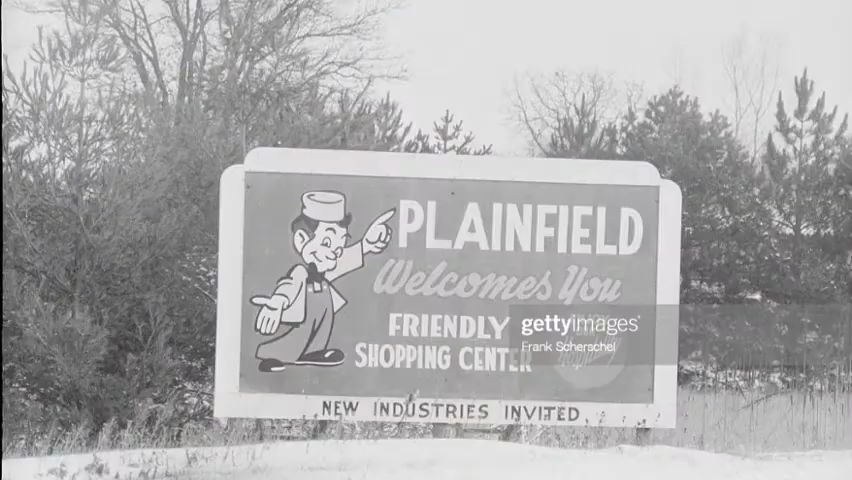 PLAINFIELD
Welcomes You
FRIENDLY
SHOPPING CENTER
NEW INDUSTRIES INVITED
gettyimages
Frank Scherschel